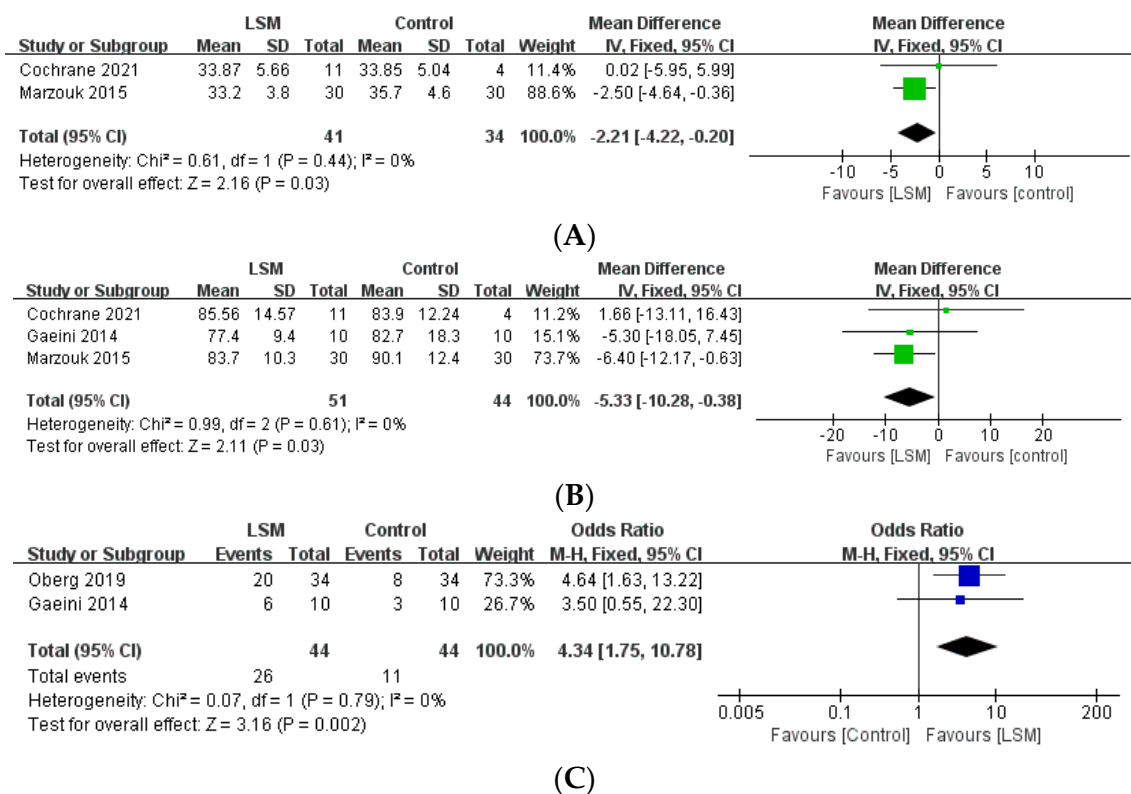 LSM Control Mean Difference Mean Difference
Study or Subgroup Mean SD Total Mean SD Total Weight IV, Fixed, 95% CI IV, Fixed, 95% CI
Cochrane 2021 33.87 5.66 11 33.85 5.04 4 11.4% 0.02 [-5.95, 5.99]
Marzouk 2015 33.2 3.8 30 35.7 4.6 30 88.6% -2.50 [-4.64, -0.36]
Total (95% CI) 41 34 100.0% -2.21 [-4.22, -0.20]
Heterogeneity: Chi² = 0.61, df = 1 (P = 0.44); I² = 0%
Test for overall effect: Z = 2.16 (P = 0.03)
-10 -5 0 5 10
Favours [LSM] Favours [control]
(A)
LSM Control Mean Difference Mean Difference
Study or Subgroup Mean SD Total Mean SD Total Weight IV, Fixed, 95% CI IV, Fixed, 95% CI
Cochrane 2021 85.56 14.57 11 83.9 12.24 4 11.2% 1.66 [-13.11, 16.43]
Gaeini 2014 77.4 9.4 10 82.7 18.3 10 15.1% -5.30 [-18.05, 7.45]
Marzouk 2015 83.7 10.3 30 90.1 12.4 30 73.7% -6.40 [-12.17, -0.63]
Total (95% CI) 51 44 100.0% -5.33 [-10.28, -0.38]
Heterogeneity: Chi² = 0.99, df = 2 (P = 0.61); I² = 0%
Test for overall effect: Z = 2.11 (P = 0.03)
-20 -10 0 10 20
Favours [LSM] Favours [control]
(B)
LSM Control Odds Ratio Odds Ratio
Study or Subgroup Events Total Events Total Weight M-H, Fixed, 95% CI M-H, Fixed, 95% CI
Oberg 2019 20 34 8 34 73.3% 4.64 [1.63, 13.22]
Gaeini 2014 6 10 3 10 26.7% 3.50 [0.55, 22.30]
Total (95% CI) 44 44 100.0% 4.34 [1.75, 10.78]
Total events 26 11
Heterogeneity: Chi² = 0.07, df = 1 (P = 0.79); I² = 0%
Test for overall effect: Z = 3.16 (P = 0.002)
0.005 0.1 1 10 200
Favours [Control] Favours [LSM]
(C)